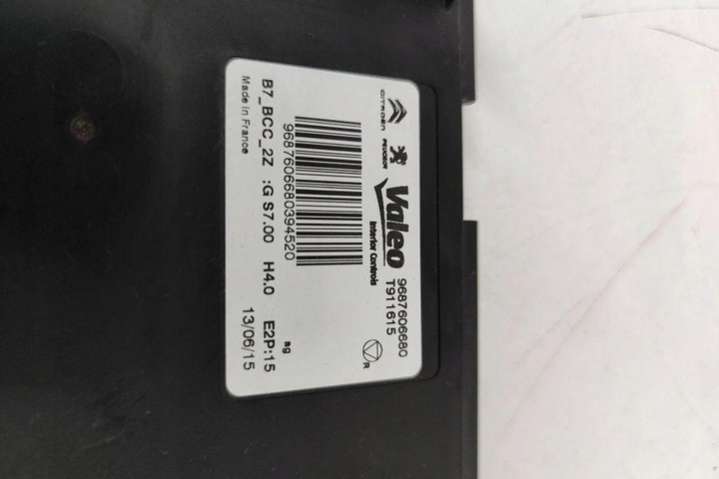 CITROËN PEUGEOT Valeo 9687606680
Interior Controls T911615
R
9687606680394520
ag
B7_BCC_2Z :G S7.00 H4.0 E2P:15
Made in France 13/06/15